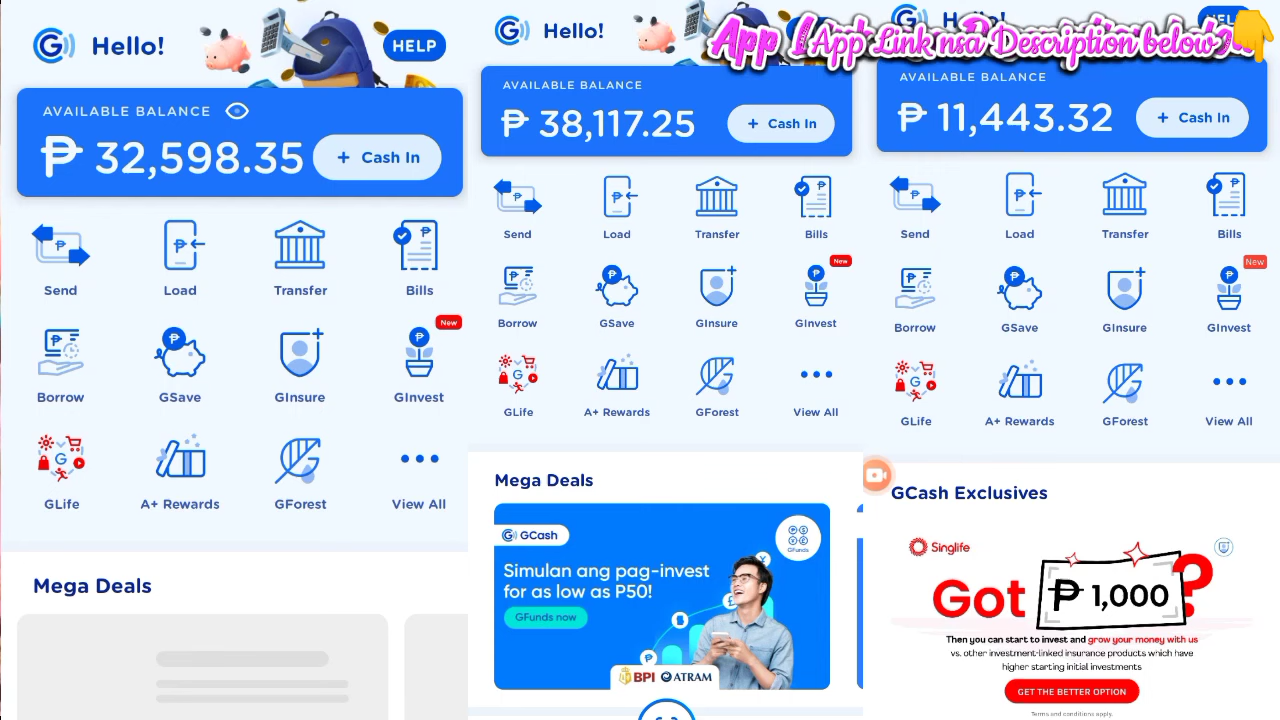 Hello!
HELP
AVAILABLE BALANCE
₱ 32,598.35
+ Cash In
Send
Load
Transfer
Bills
New
Borrow
GSave
GInsure
GInvest
GLife
A+ Rewards
GForest
View All
Mega Deals
Hello!
AVAILABLE BALANCE
₱ 38,117.25
+ Cash In
Send
Load
Transfer
Bills
New
Borrow
GSave
GInsure
GInvest
GLife
A+ Rewards
GForest
View All
Mega Deals
GCash
GFunds
Simulan ang pag-invest
for as low as P50!
GFunds now
BPI ATRAM
App Link nsa Description below
Hello!
HELP
AVAILABLE BALANCE
₱ 11,443.32
+ Cash In
Send
Load
Transfer
Bills
New
Borrow
GSave
GInsure
GInvest
GLife
A+ Rewards
GForest
View All
GCash Exclusives
Singlife
Got ₱ 1,000 ?
Then you can start to invest and grow your money with us
vs. other investment-linked insurance products which have
higher starting initial investments
GET THE BETTER OPTION
Terms and conditions apply.